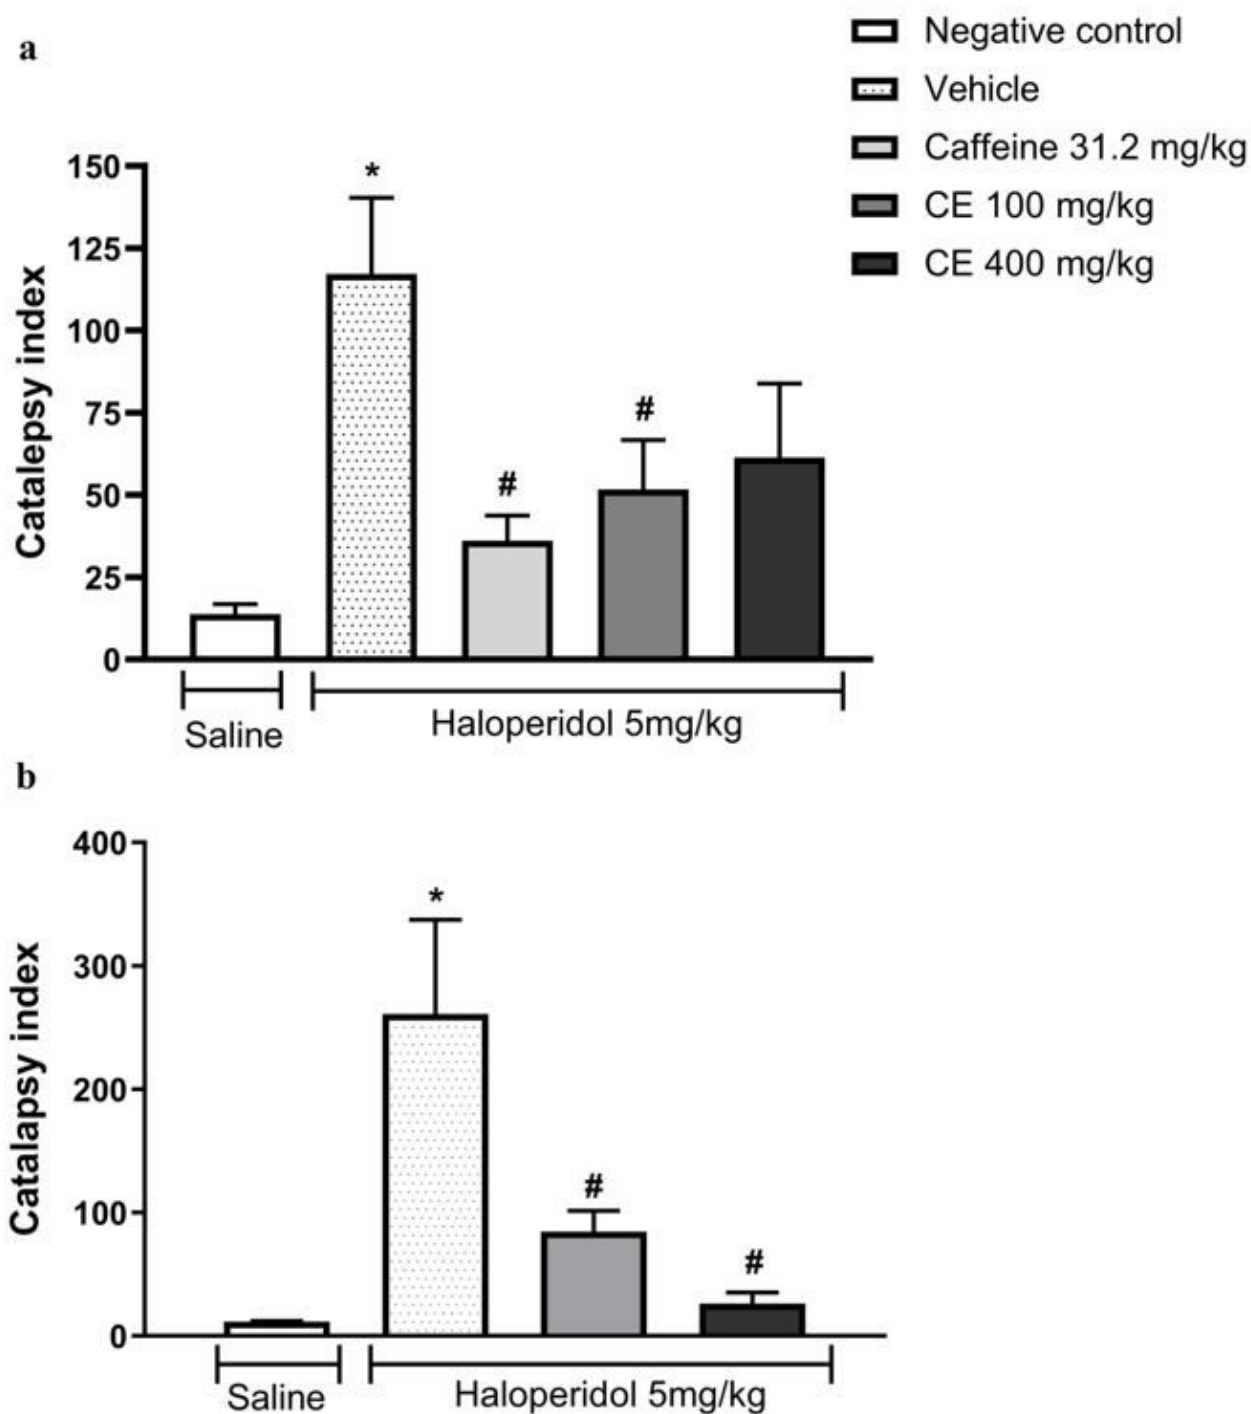 a
Negative control
Vehicle
Caffeine 31.2 mg/kg
CE 100 mg/kg
CE 400 mg/kg
Catalepsy index
150
125
100
75
50
25
0
*
#
#
Saline
Haloperidol 5mg/kg
b
Catalapsy index
400
300
200
100
0
*
#
#
Saline
Haloperidol 5mg/kg